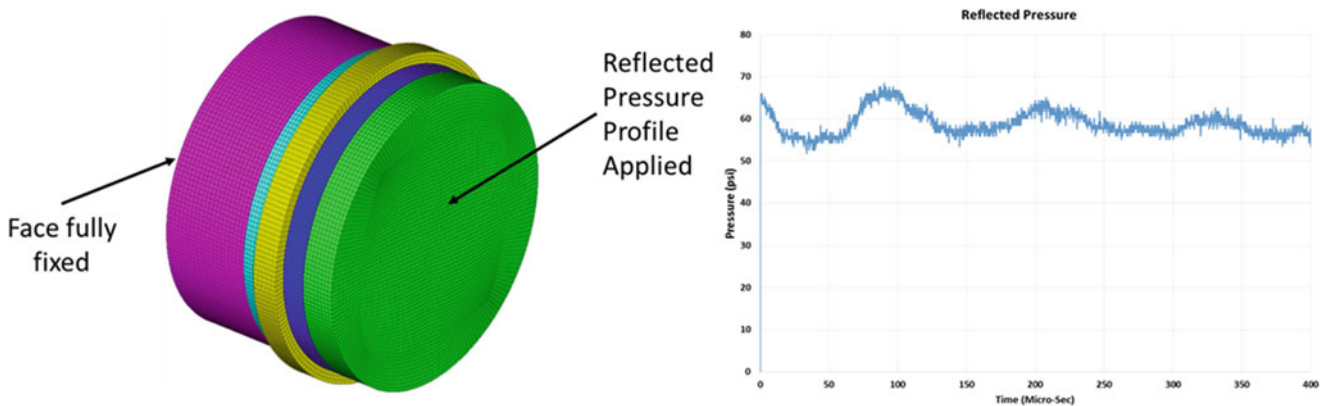 Face fully
fixed
Reflected
Pressure
Profile
Applied
Reflected Pressure
Pressure (psi)
80
70
60
50
40
30
20
10
0
0 50 100 150 200 250 300 350 400
Time (Micro-Sec)